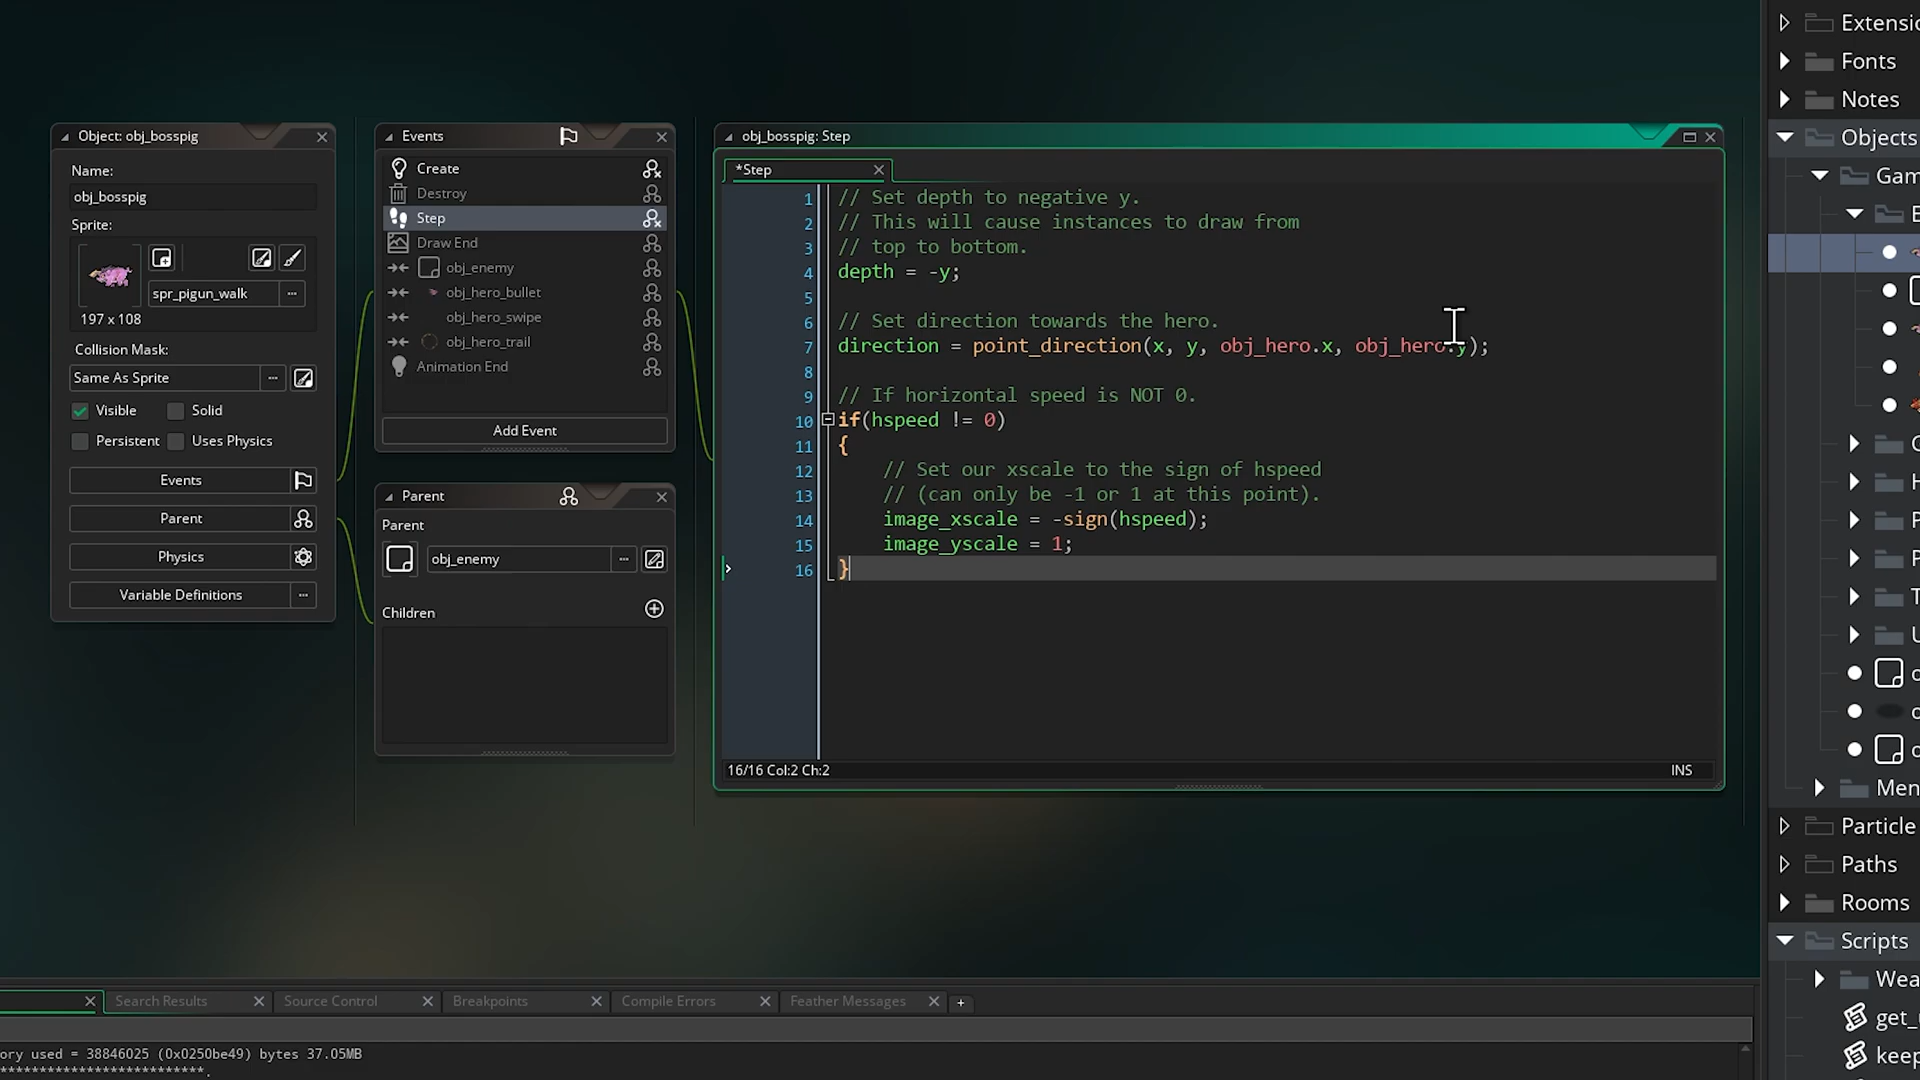 Object: obj_bosspig
Name:
obj_bosspig
Sprite:
spr_pigun_walk
197 x 108
Collision Mask:
Same As Sprite
Visible
Solid
Persistent
Uses Physics
Events
Parent
Physics
Variable Definitions
Events
Create
Destroy
Step
Draw End
obj_enemy
obj_hero_bullet
obj_hero_swipe
obj_hero_trail
Animation End
Add Event
Parent
Parent
obj_enemy
Children
obj_bosspig: Step
*Step
1 // Set depth to negative y.
2 // This will cause instances to draw from
3 // top to bottom.
4 depth = -y;
5
6 // Set direction towards the hero.
7 direction = point_direction(x, y, obj_hero.x, obj_hero.y);
8
9 // If horizontal speed is NOT 0.
10 if(hspeed != 0)
11 {
12 // Set our xscale to the sign of hspeed
13 // (can only be -1 or 1 at this point).
14 image_xscale = -sign(hspeed);
15 image_yscale = 1;
16 }
16/16 Col:2 Ch:2
INS
Extensio
Fonts
Notes
Objects
Gam
E
G
H
P
P
T
U
o
o
o
Men
Particle
Paths
Rooms
Scripts
Wea
get_
keep
Search Results
Source Control
Breakpoints
Compile Errors
Feather Messages
+
ory used = 38846025 (0x0250be49) bytes 37.05MB
**************************.